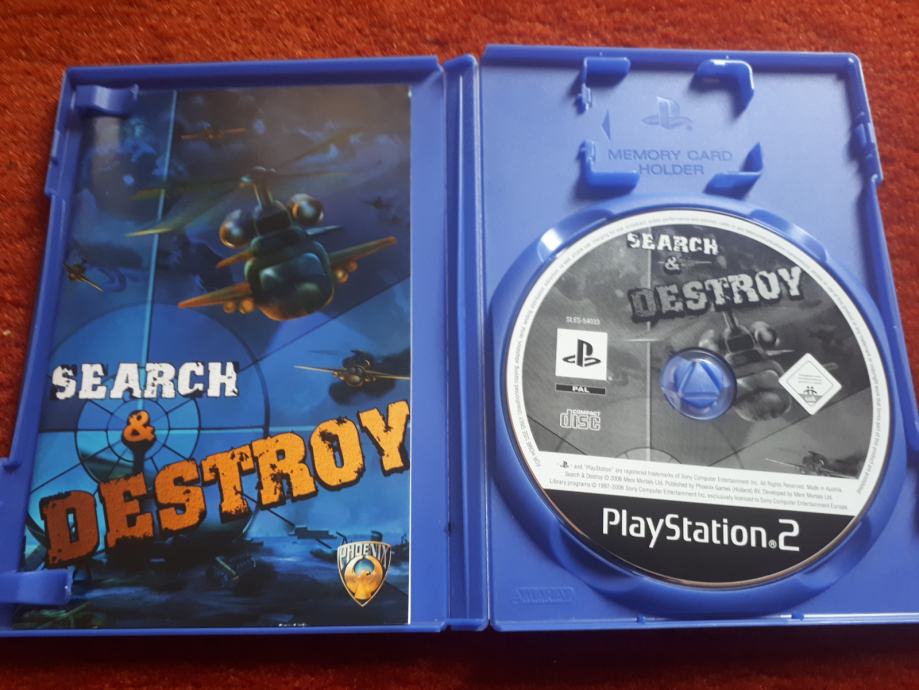 SEARCH
&
DESTROY
PHOENIX
MEMORY CARD
HOLDER
SEARCH
&
DESTROY
SLES-54033
PAL
COMPACT
disc
and "PlayStation" are registered trademarks of Sony Computer Entertainment Inc. All Rights Reserved. Made in Austria.
Search & Destroy © 2006 Mere Mortals Ltd. Published by Phoenix Games (Holland) BV. Developed by Mere Mortals Ltd.
Library programs © 1997-2006 Sony Computer Entertainment Inc. exclusively licensed to Sony Computer Entertainment Europe.
PlayStation®2
AMARAY